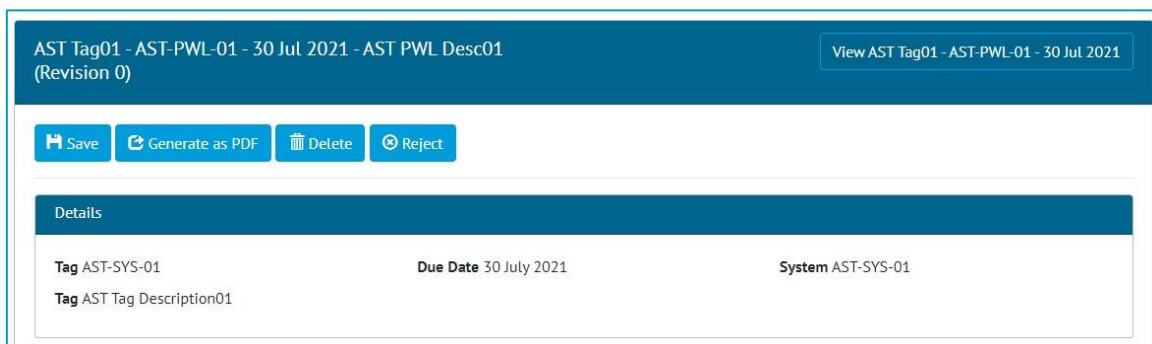 AST Tag01 - AST-PWL-01 - 30 Jul 2021 - AST PWL Desc01
(Revision 0)
View AST Tag01 - AST-PWL-01 - 30 Jul 2021
Save Generate as PDF Delete Reject
Details
Tag AST-SYS-01 Due Date 30 July 2021 System AST-SYS-01
Tag AST Tag Description01